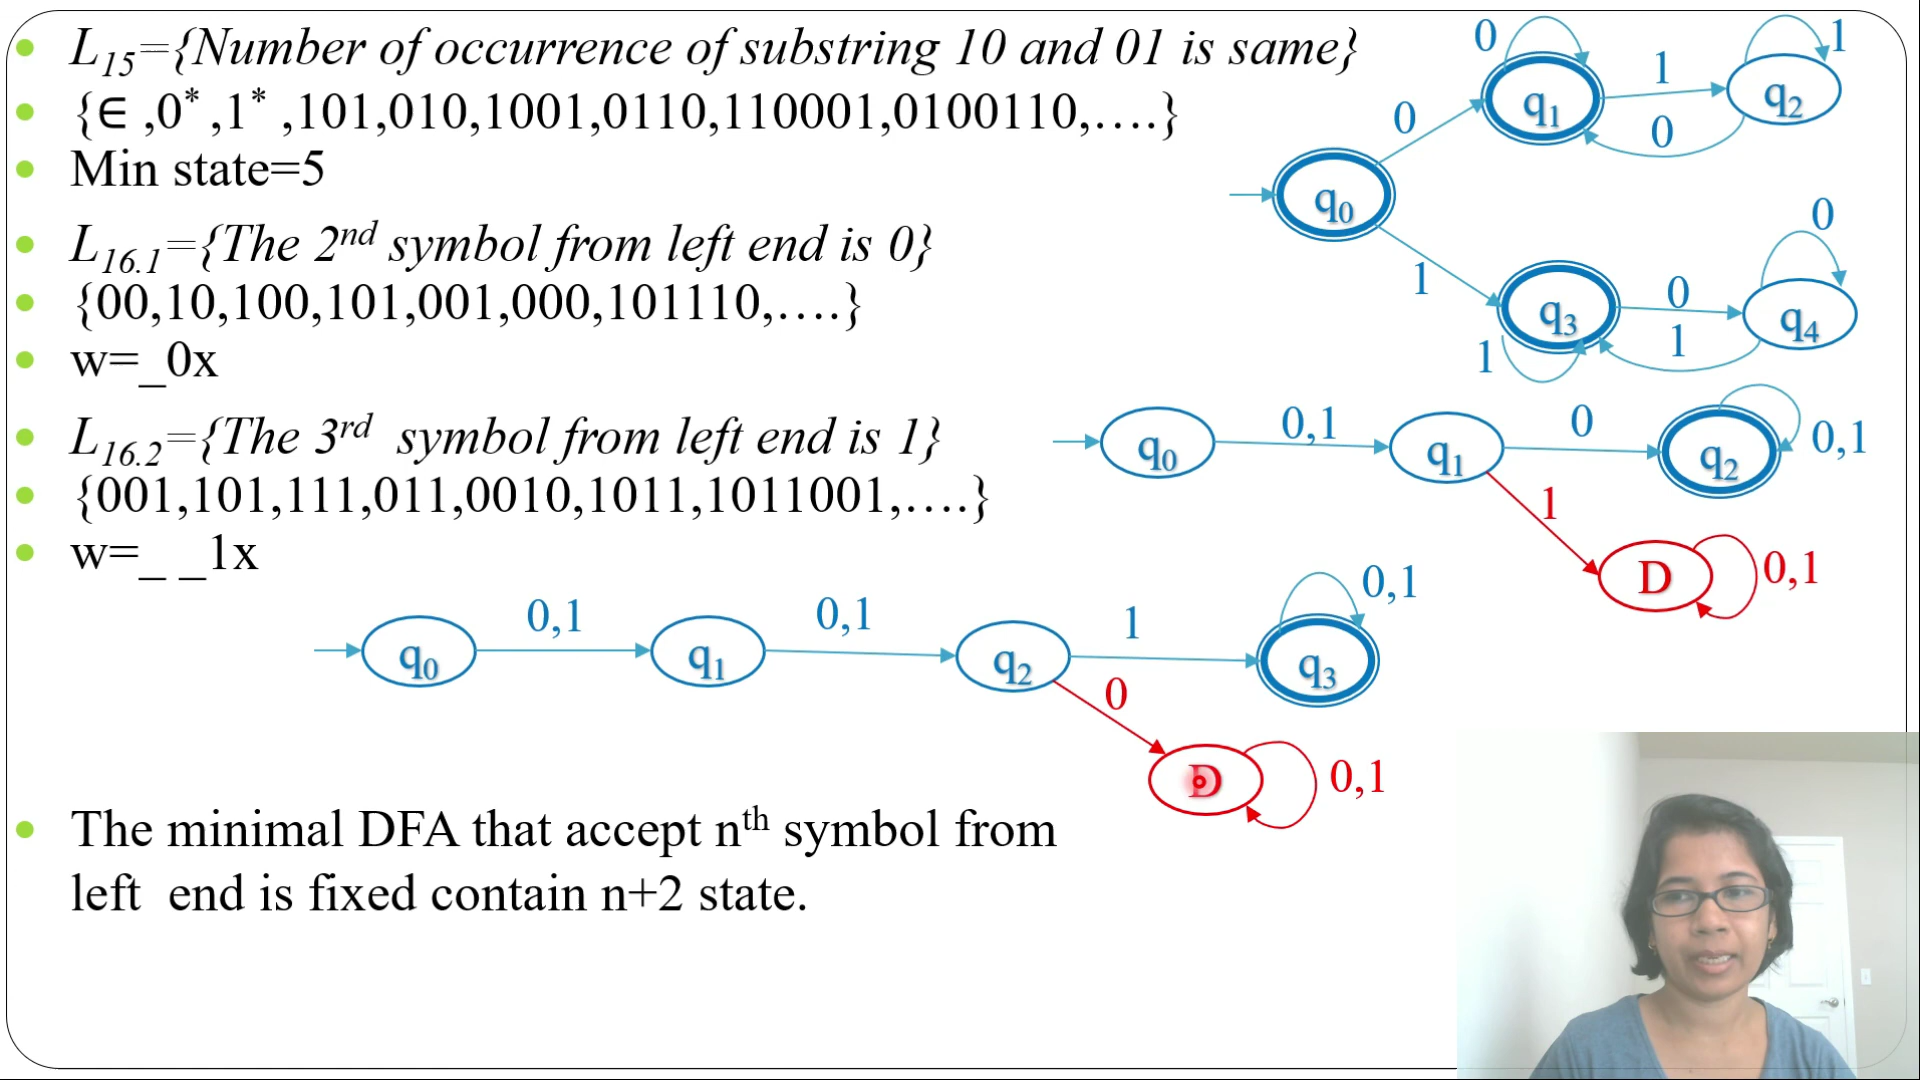 L15={Number of occurrence of substring 10 and 01 is same}
{∈ ,0* ,1* ,101,010,1001,0110,110001,0100110,….}
Min state=5
L16.1={The 2nd symbol from left end is 0}
{00,10,100,101,001,000,101110,….}
w=_0x
L16.2={The 3rd symbol from left end is 1}
{001,101,111,011,0010,1011,1011001,….}
w=_ _1x
0
q1
1
q2
1
0
0
q0
1
q3
0
q4
0
1
1
q0
0,1
q1
0
q2
0,1
1
D
0,1
q0
0,1
q1
0,1
q2
1
q3
0,1
0
D
0,1
The minimal DFA that accept nth symbol from
left end is fixed contain n+2 state.